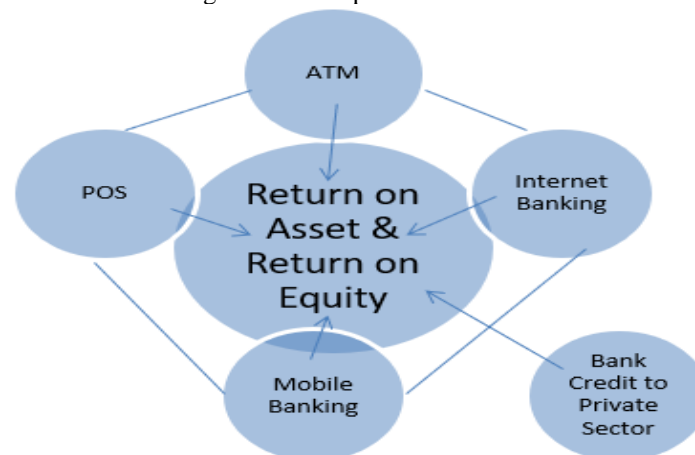 ATM
POS
Internet
Banking
Return on
Asset &
Return on
Equity
Mobile
Banking
Bank
Credit to
Private
Sector